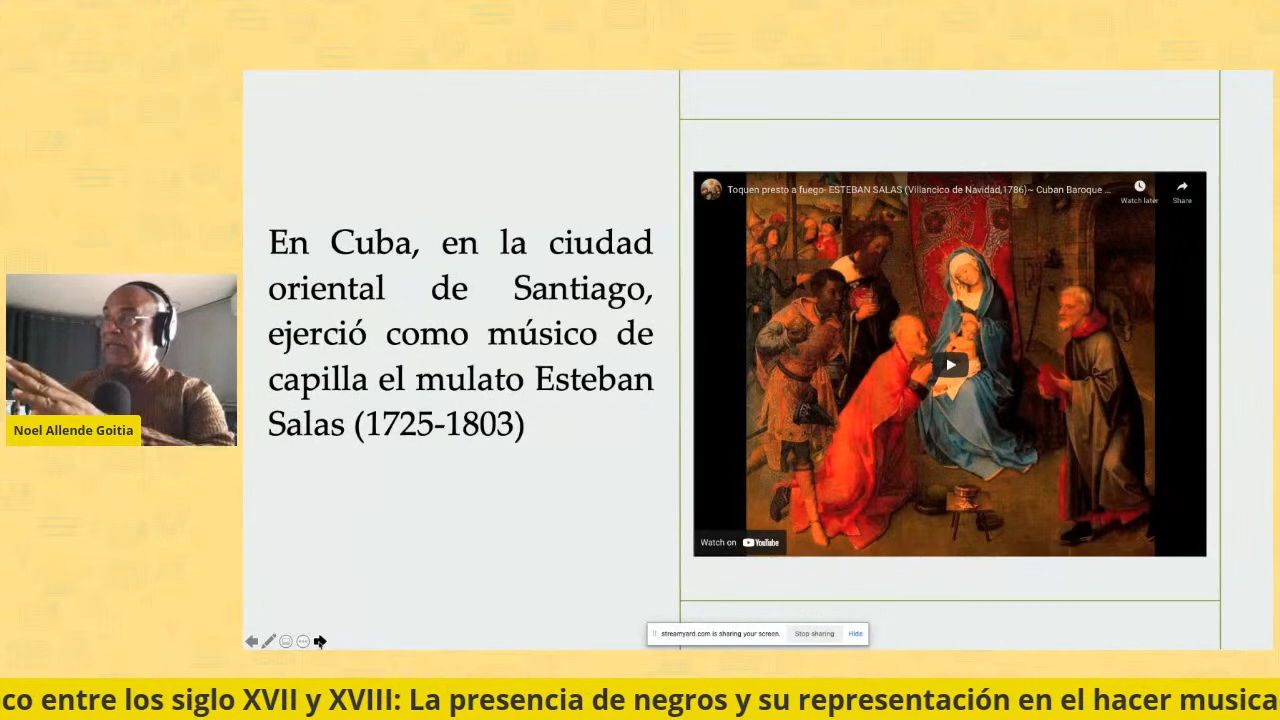 En Cuba, en la ciudad
oriental de Santiago,
ejerció como músico de
capilla el mulato Esteban
Salas (1725-1803)
Toquen presto a fuego- ESTEBAN SALAS (Villancico de Navidad,1786)~ Cuban Baroque ...
Watch later
Share
Watch on YouTube
Noel Allende Goitia
streamyard.com is sharing your screen.
Stop sharing
Hide
co entre los siglo XVII y XVIII: La presencia de negros y su representación en el hacer musica